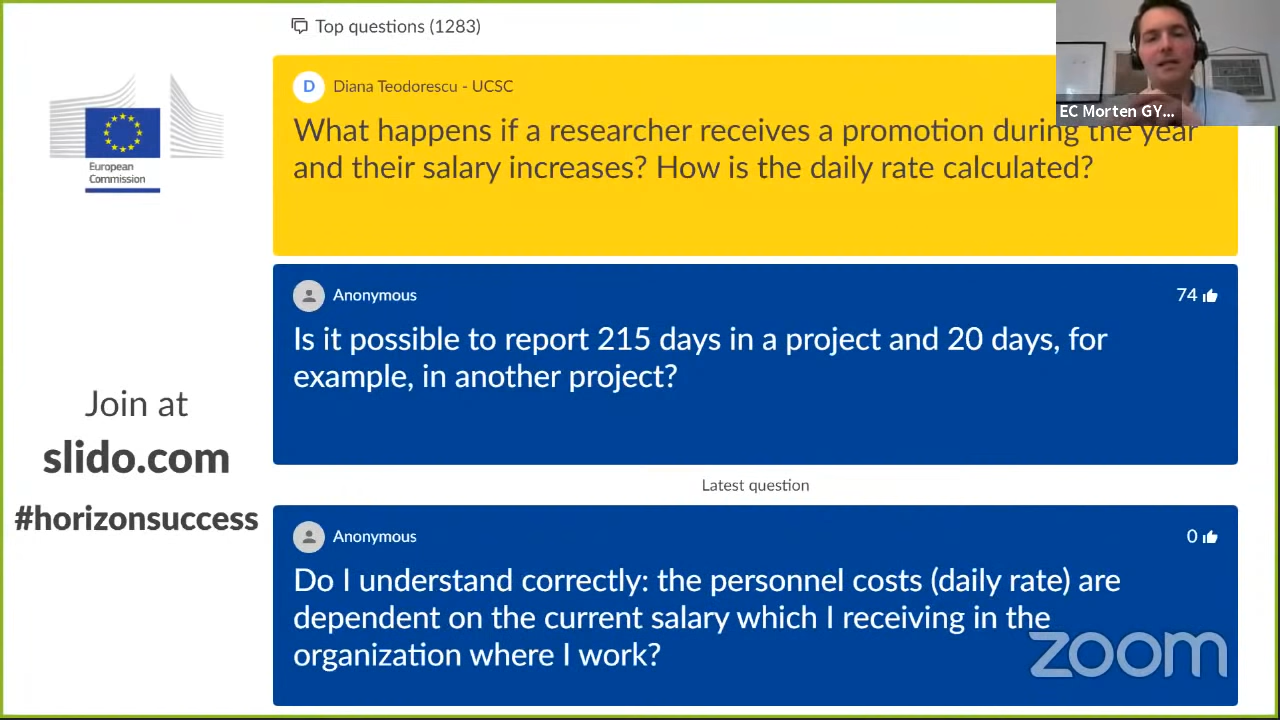 Top questions (1283)
D
Diana Teodorescu - UCSC
What happens if a researcher receives a promotion during the year
and their salary increases? How is the daily rate calculated?
EC Morten GY...
European
Commission
Anonymous
74
Is it possible to report 215 days in a project and 20 days, for
example, in another project?
Join at
slido.com
#horizonsuccess
Latest question
Anonymous
0
Do I understand correctly: the personnel costs (daily rate) are
dependent on the current salary which I receiving in the
organization where I work?
zoom